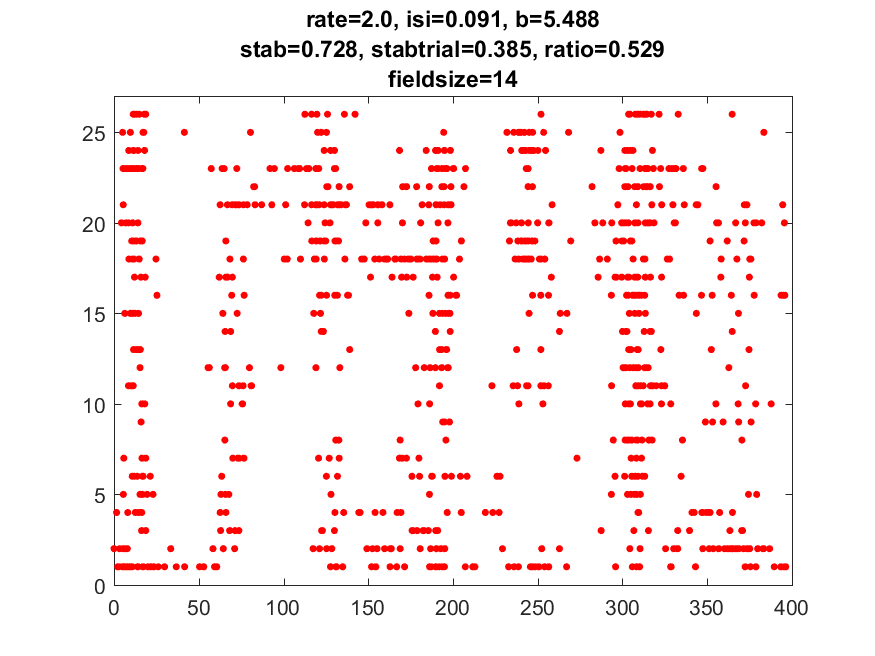 rate=2.0, isi=0.091, b=5.488
stab=0.728, stabtrial=0.385, ratio=0.529
fieldsize=14
25
20
15
10
5
0
0 50 100 150 200 250 300 350 400